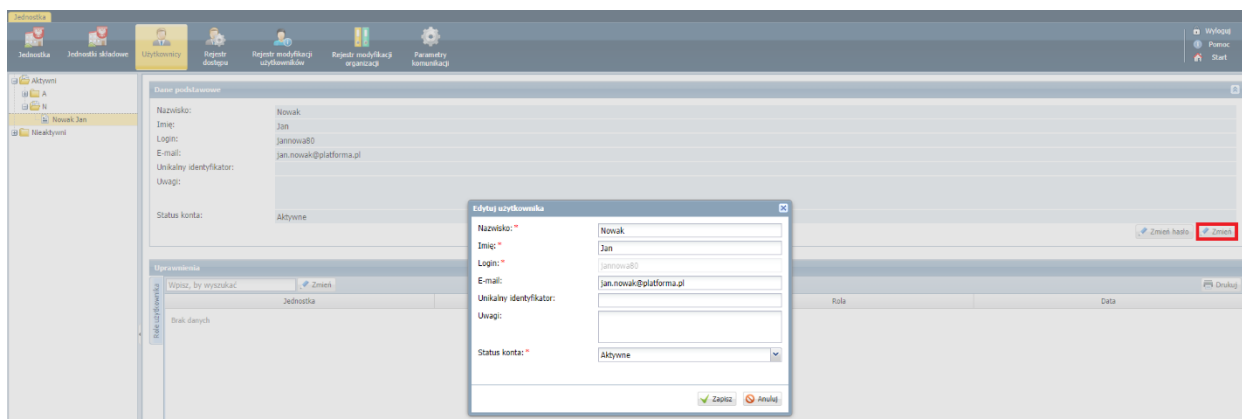 Jednostka
Jednostka
Jednostki składowe
Użytkownicy
Rejestr
dostępu
Rejestr modyfikacji
użytkowników
Rejestr modyfikacji
organizacji
Parametry
komunikacji
Wyloguj
Pomoc
Start
Aktywni
A
N
Nowak Jan
Nieaktywni
Dane podstawowe
Nazwisko: Nowak
Imię: Jan
Login: jannowa80
E-mail: jan.nowak@platforma.pl
Unikalny identyfikator:
Uwagi:
Status konta: Aktywne
Zmień hasło
Zmień
Edytuj użytkownika
Nazwisko: * Nowak
Imię: * Jan
Login: * jannowa80
E-mail: jan.nowak@platforma.pl
Unikalny identyfikator:
Uwagi:
Status konta: * Aktywne
Zapisz
Anuluj
Uprawnienia
Role użytkownika
Wpisz, by wyszukać
Zmień
Drukuj
Jednostka
Rola
Data
Brak danych